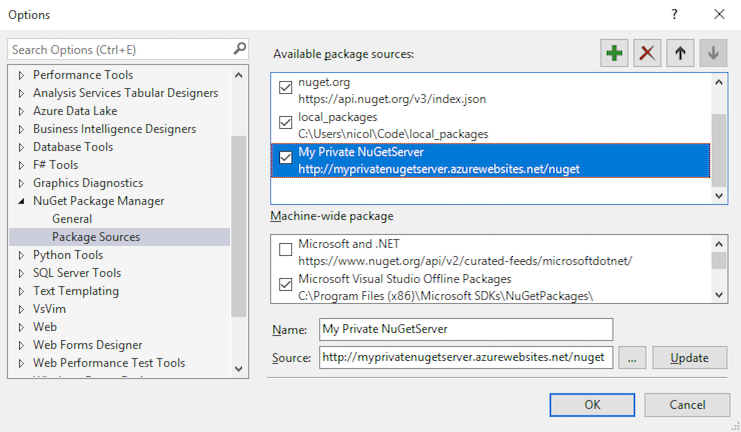 Options
?
Search Options (Ctrl+E)
Performance Tools
Analysis Services Tabular Designers
Azure Data Lake
Business Intelligence Designers
Database Tools
F# Tools
Graphics Diagnostics
NuGet Package Manager
General
Package Sources
Python Tools
SQL Server Tools
Text Templating
VsVim
Web
Web Forms Designer
Web Performance Test Tools
Available package sources:
nuget.org
https://api.nuget.org/v3/index.json
local_packages
C:\Users\nicol\Code\local_packages
My Private NuGetServer
http://myprivatenugetserver.azurewebsites.net/nuget
Machine-wide package
Microsoft and .NET
https://www.nuget.org/api/v2/curated-feeds/microsoftdotnet/
Microsoft Visual Studio Offline Packages
C:\Program Files (x86)\Microsoft SDKs\NuGetPackages\
Name: My Private NuGetServer
Source: http://myprivatenugetserver.azurewebsites.net/nuget ... Update
OK Cancel